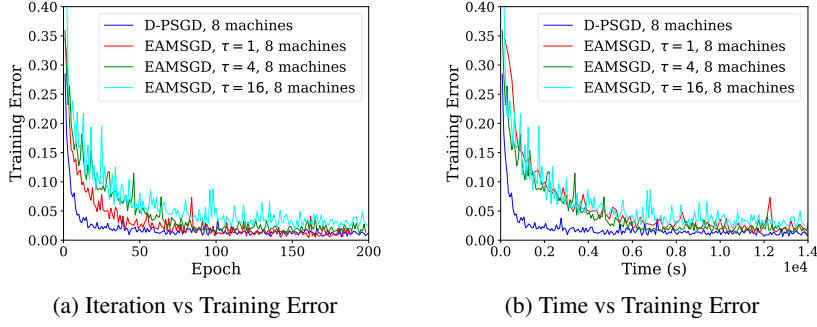 0.40
0.35
0.30
0.25
0.20
0.15
0.10
0.05
0.00
Training Error
D-PSGD, 8 machines
EAMSGD, τ = 1, 8 machines
EAMSGD, τ = 4, 8 machines
EAMSGD, τ = 16, 8 machines
0 50 100 150 200
Epoch
(a) Iteration vs Training Error
0.40
0.35
0.30
0.25
0.20
0.15
0.10
0.05
0.00
Training Error
D-PSGD, 8 machines
EAMSGD, τ = 1, 8 machines
EAMSGD, τ = 4, 8 machines
EAMSGD, τ = 16, 8 machines
0.0 0.2 0.4 0.6 0.8 1.0 1.2 1.4
Time (s)
1e4
(b) Time vs Training Error